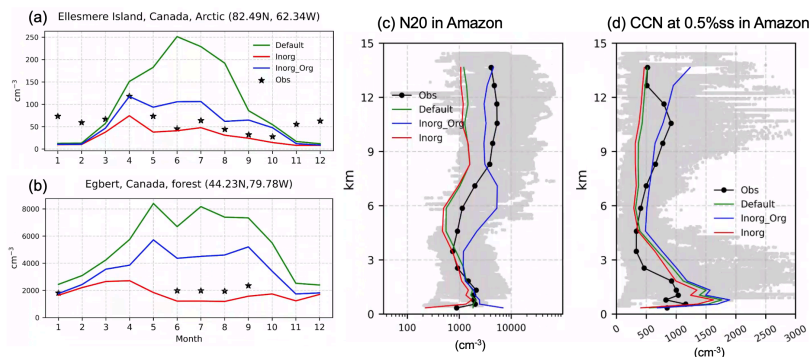 (a) Ellesmere Island, Canada, Arctic (82.49N, 62.34W)
250
200
150
100
50
0
cm⁻³
Default
Inorg
Inorg_Org
Obs
1 2 3 4 5 6 7 8 9 10 11 12
(b) Egbert, Canada, forest (44.23N,79.78W)
8000
6000
4000
2000
0
cm⁻³
1 2 3 4 5 6 7 8 9 10 11 12
Month
(c) N20 in Amazon
15
12
9
6
3
0
km
Obs
Default
Inorg_Org
Inorg
100 1000 10000
(cm⁻³)
(d) CCN at 0.5%ss in Amazon
15
12
9
6
3
0
km
Obs
Default
Inorg_Org
Inorg
0 500 1000 1500 2000 2500 3000
(cm⁻³)